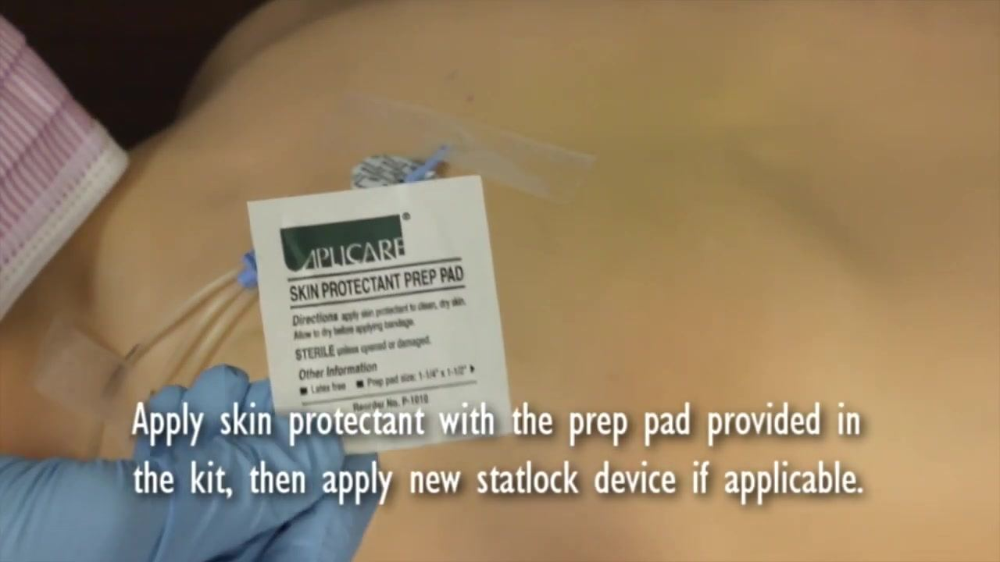 APLICARE®
SKIN PROTECTANT PREP PAD
Directions apply skin protectant to clean, dry skin.
Allow to dry before applying bandage.
STERILE unless opened or damaged.
Other Information
■ Latex free ■ Prep pad size: 1-1/4" x 1-1/2"
Reorder No. P-1010
Apply skin protectant with the prep pad provided in
the kit, then apply new statlock device if applicable.